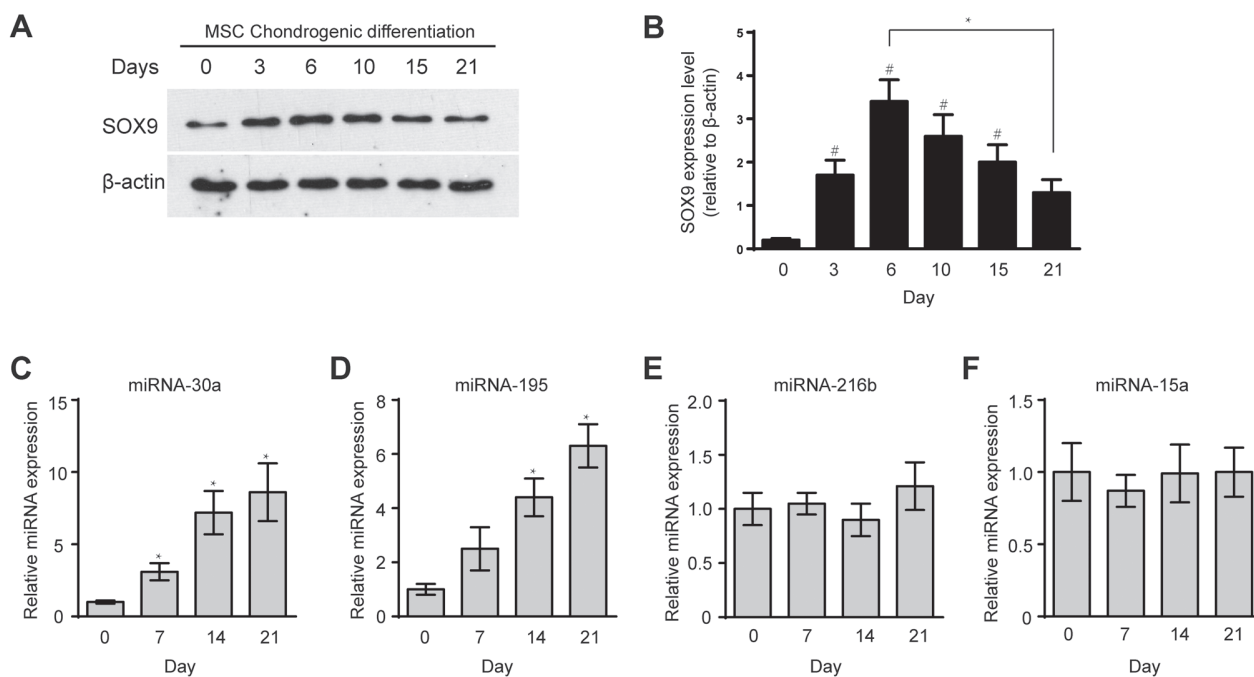 A
MSC Chondrogenic differentiation
Days 0 3 6 10 15 21
SOX9
β-actin
B
SOX9 expression level
(relative to β-actin)
5
4
3
2
1
0
*
# # # #
0 3 6 10 15 21
Day
C
miRNA-30a
Relative miRNA expression
15
10
5
0
* * *
0 7 14 21
Day
D
miRNA-195
Relative miRNA expression
8
6
4
2
0
* *
0 7 14 21
Day
E
miRNA-216b
Relative miRNA expression
2.0
1.5
1.0
0.5
0
0 7 14 21
Day
F
miRNA-15a
Relative miRNA expression
1.5
1.0
0.5
0
0 7 14 21
Day